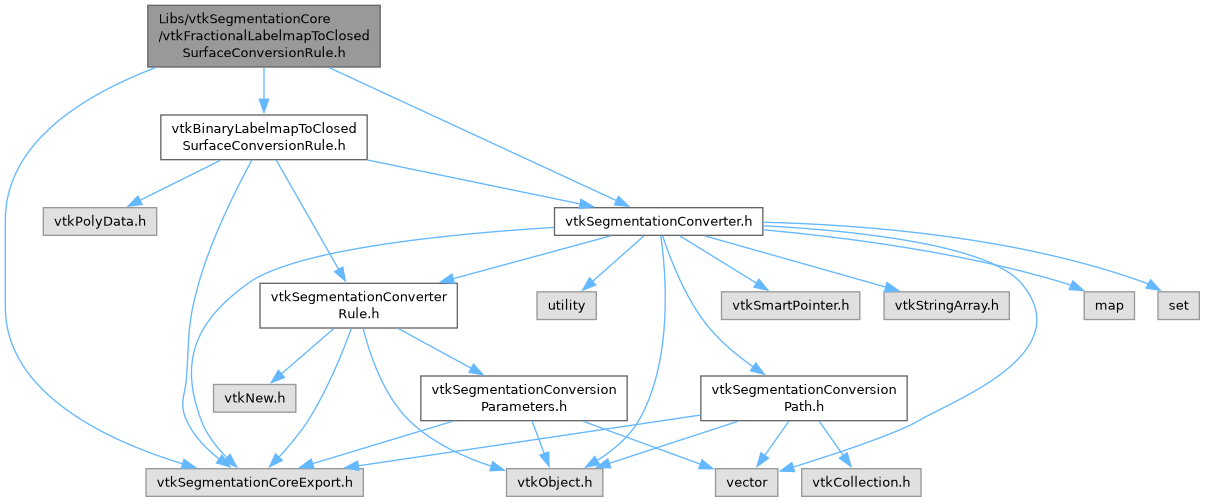 Libs/vtkSegmentationCore
/vtkFractionalLabelmapToClosed
SurfaceConversionRule.h
vtkBinaryLabelmapToClosed
SurfaceConversionRule.h
vtkPolyData.h
vtkSegmentationConverter.h
vtkSegmentationConverter
Rule.h
utility
vtkSmartPointer.h
vtkStringArray.h
map
set
vtkNew.h
vtkSegmentationConversion
Parameters.h
vtkSegmentationConversion
Path.h
vtkSegmentationCoreExport.h
vtkObject.h
vector
vtkCollection.h